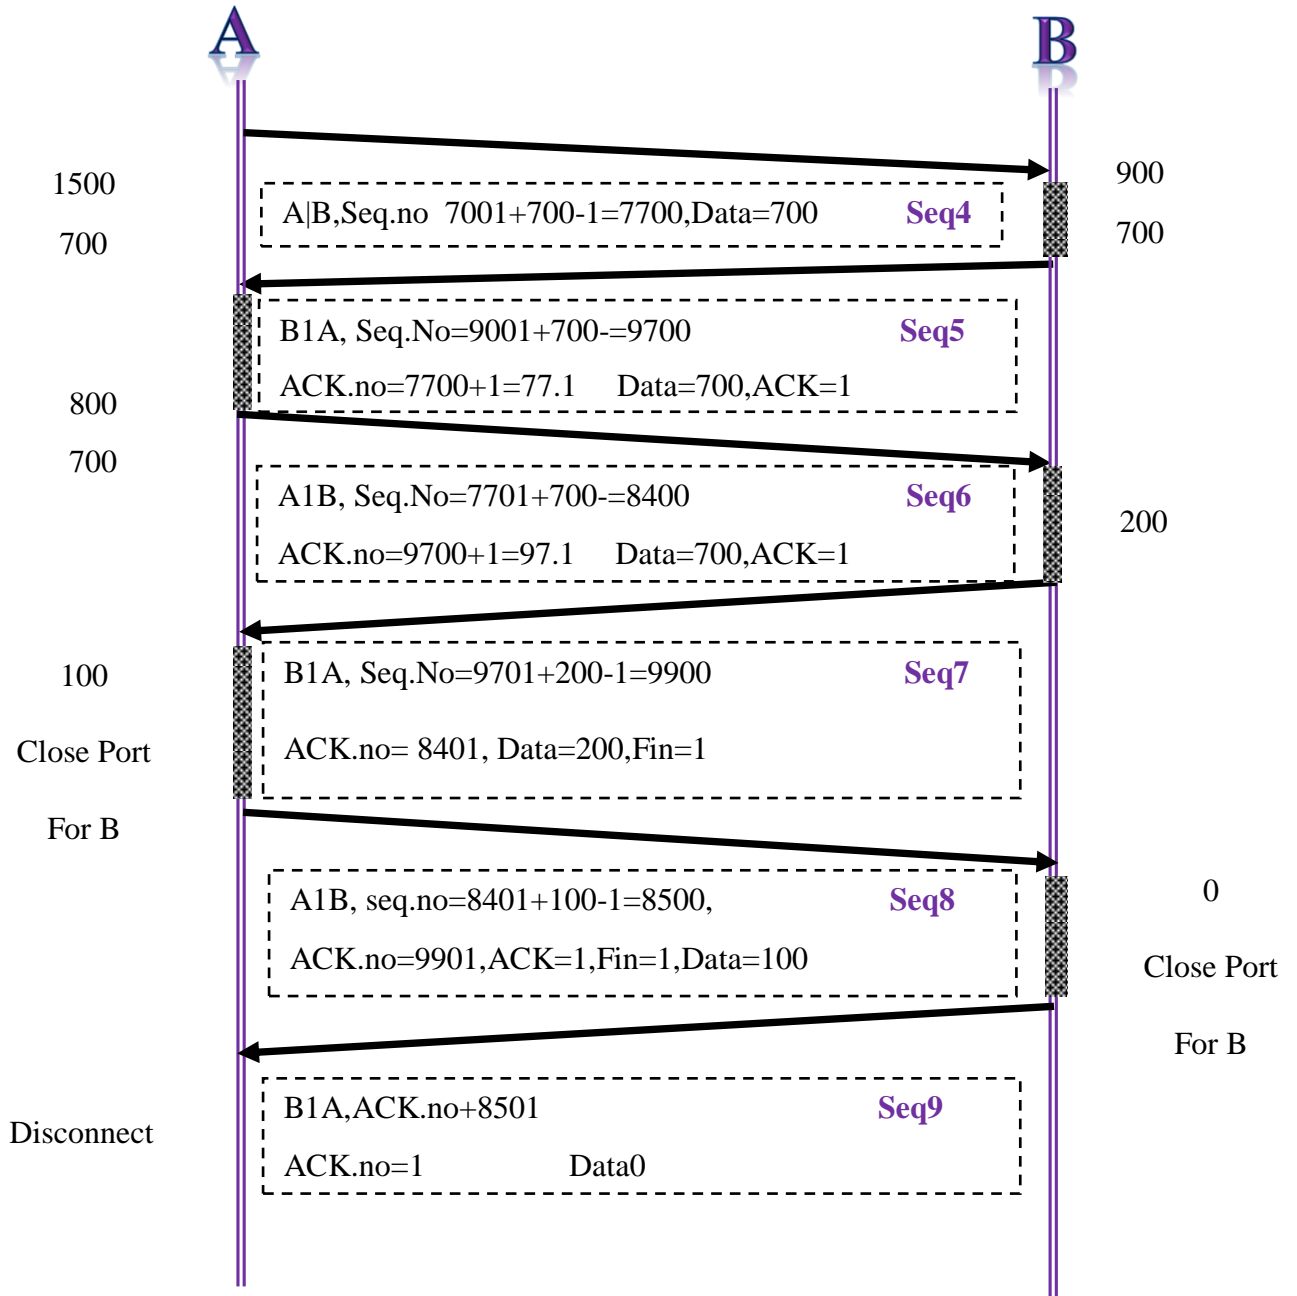 A
B
1500
900
A|B,Seq.no 7001+700-1=7700,Data=700 Seq4
700
700
B1A, Seq.No=9001+700-=9700 Seq5
ACK.no=7700+1=77.1 Data=700,ACK=1
800
700
A1B, Seq.No=7701+700-=8400 Seq6
200
ACK.no=9700+1=97.1 Data=700,ACK=1
100
B1A, Seq.No=9701+200-1=9900 Seq7
Close Port
ACK.no= 8401, Data=200,Fin=1
For B
A1B, seq.no=8401+100-1=8500, Seq8
0
ACK.no=9901,ACK=1,Fin=1,Data=100
Close Port
For B
B1A,ACK.no+8501 Seq9
Disconnect
ACK.no=1 Data0